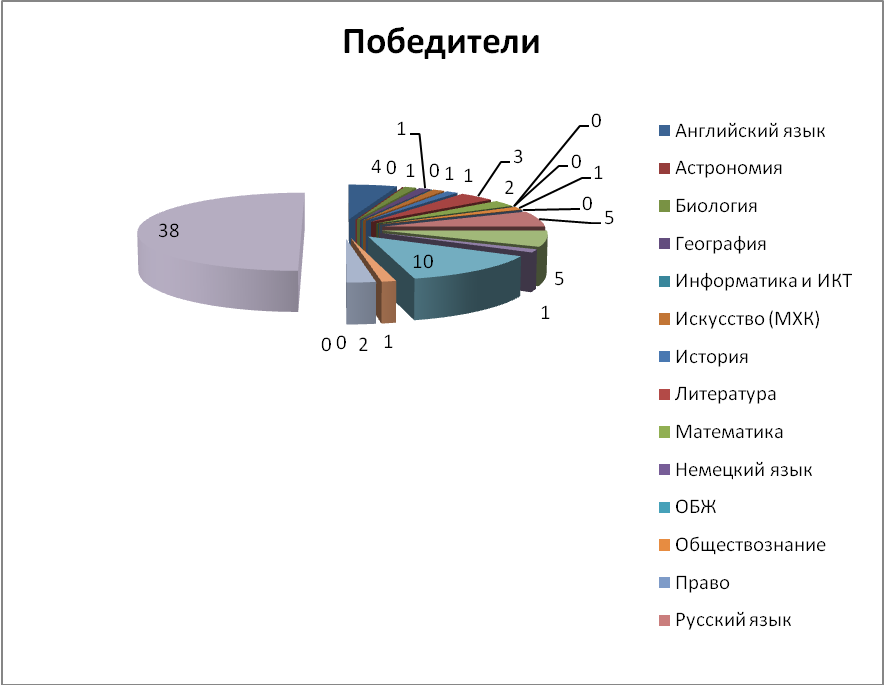 Победители
4
0
1
1
0
1
1
3
2
0
0
1
0
5
5
1
10
1
2
0
0
38
Английский язык
Астрономия
Биология
География
Информатика и ИКТ
Искусство (МХК)
История
Литература
Математика
Немецкий язык
ОБЖ
Обществознание
Право
Русский язык